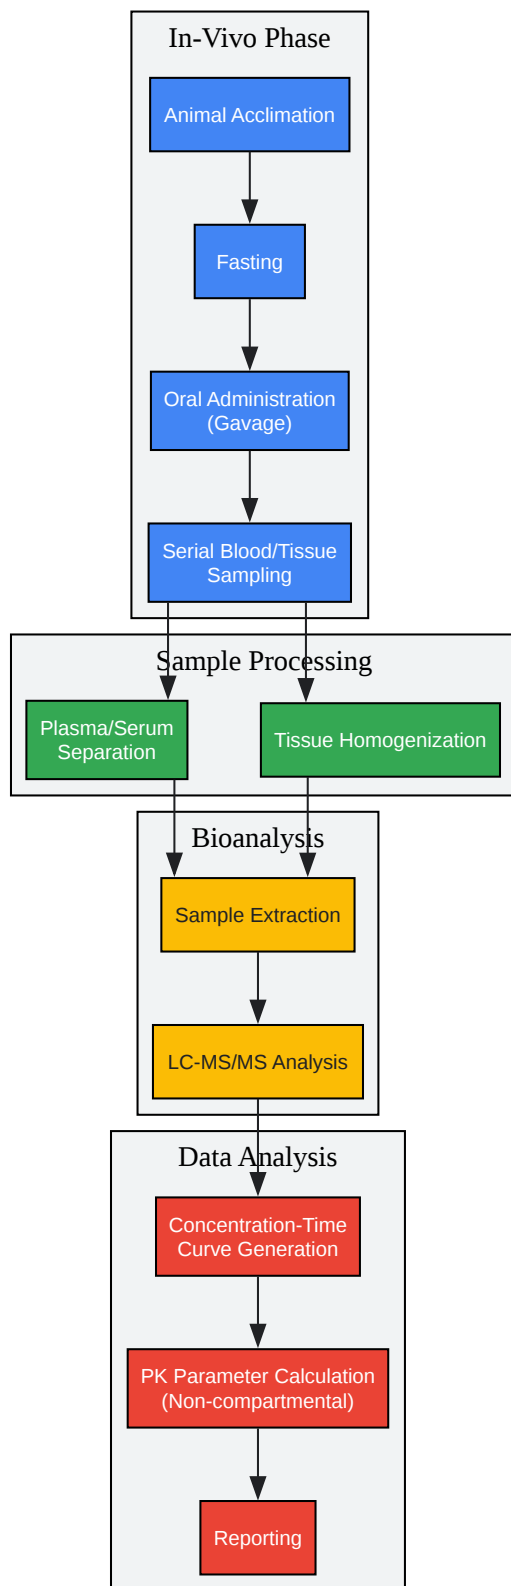 In-Vivo Phase
Animal Acclimation
Fasting
Oral Administration
(Gavage)
Serial Blood/Tissue
Sampling
Sample Processing
Plasma/Serum
Separation
Tissue Homogenization
Bioanalysis
Sample Extraction
LC-MS/MS Analysis
Data Analysis
Concentration-Time
Curve Generation
PK Parameter Calculation
(Non-compartmental)
Reporting